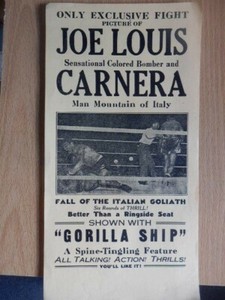 ONLY EXCLUSIVE FIGHT
PICTURE OF
JOE LOUIS
Sensational Colored Bomber and
CARNERA
Man Mountain of Italy
FALL OF THE ITALIAN GOLIATH
Six Rounds of THRILL!
Better Than a Ringside Seat
SHOWN WITH
"GORILLA SHIP"
A Spine-Tingling Feature
ALL TALKING! ACTION! THRILLS!
YOU'LL LIKE IT!